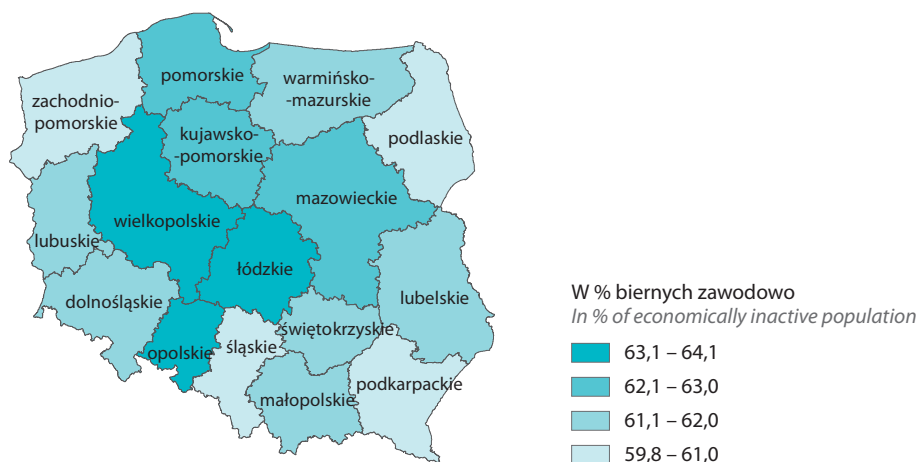 pomorskie
warmińsko-
-mazurskie
zachodnio-
pomorskie
podlaskie
kujawsko-
-pomorskie
mazowieckie
wielkopolskie
lubuskie
łódzkie
dolnośląskie
lubelskie
świętokrzyskie
opolskie
śląskie
podkarpackie
małopolskie
W % biernych zawodowo
In % of economically inactive population
63,1 – 64,1
62,1 – 63,0
61,1 – 62,0
59,8 – 61,0